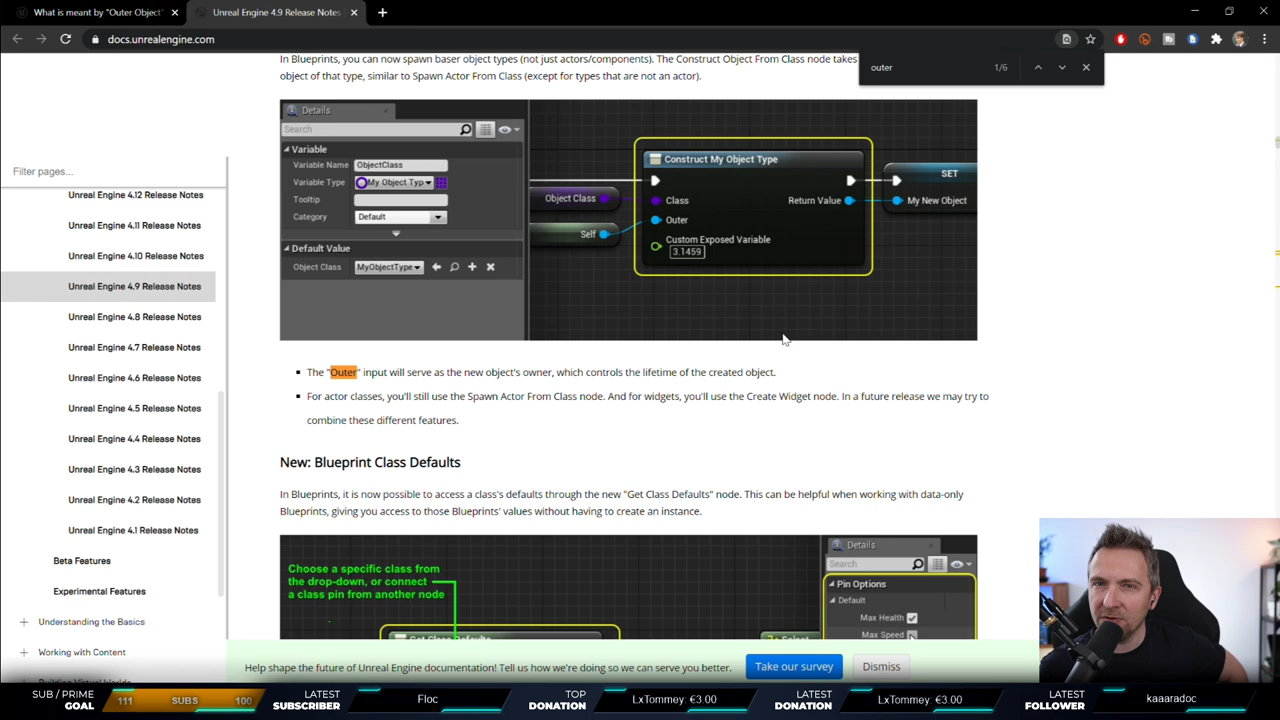 What is meant by "Outer Object"
Unreal Engine 4.9 Release Notes
docs.unrealengine.com
outer
1/6
In Blueprints, you can now spawn baser object types (not just actors/components). The Construct Object From Class node takes
object of that type, similar to Spawn Actor From Class (except for types that are not an actor).
Filter pages...
Unreal Engine 4.12 Release Notes
Unreal Engine 4.11 Release Notes
Unreal Engine 4.10 Release Notes
Unreal Engine 4.9 Release Notes
Unreal Engine 4.8 Release Notes
Unreal Engine 4.7 Release Notes
Unreal Engine 4.6 Release Notes
Unreal Engine 4.5 Release Notes
Unreal Engine 4.4 Release Notes
Unreal Engine 4.3 Release Notes
Unreal Engine 4.2 Release Notes
Unreal Engine 4.1 Release Notes
Beta Features
Experimental Features
Understanding the Basics
Working with Content
Details
Search
Variable
Variable Name ObjectClass
Variable Type My Object Typ
Tooltip
Category Default
Default Value
Object Class MyObjectType
Object Class
Self
Construct My Object Type
Class
Return Value
Outer
Custom Exposed Variable
3.1459
SET
My New Object
The "Outer" input will serve as the new object's owner, which controls the lifetime of the created object.
For actor classes, you'll still use the Spawn Actor From Class node. And for widgets, you'll use the Create Widget node. In a future release we may try to
combine these different features.
New: Blueprint Class Defaults
In Blueprints, it is now possible to access a class's defaults through the new "Get Class Defaults" node. This can be helpful when working with data-only
Blueprints, giving you access to those Blueprints' values without having to create an instance.
Choose a specific class from
the drop-down, or connect
a class pin from another node
Get Class Defaults
Select
Details
Search
Pin Options
Default
Max Health
Max Speed
Help shape the future of Unreal Engine documentation! Tell us how we're doing so we can serve you better.
Take our survey
Dismiss
SUB / PRIME
GOAL
111 SUBS 100
LATEST
SUBSCRIBER
Floc
TOP
DONATION
LxTommey: €3.00
LATEST
DONATION
LxTommey: €3.00
LATEST
FOLLOWER
kaaaradoc